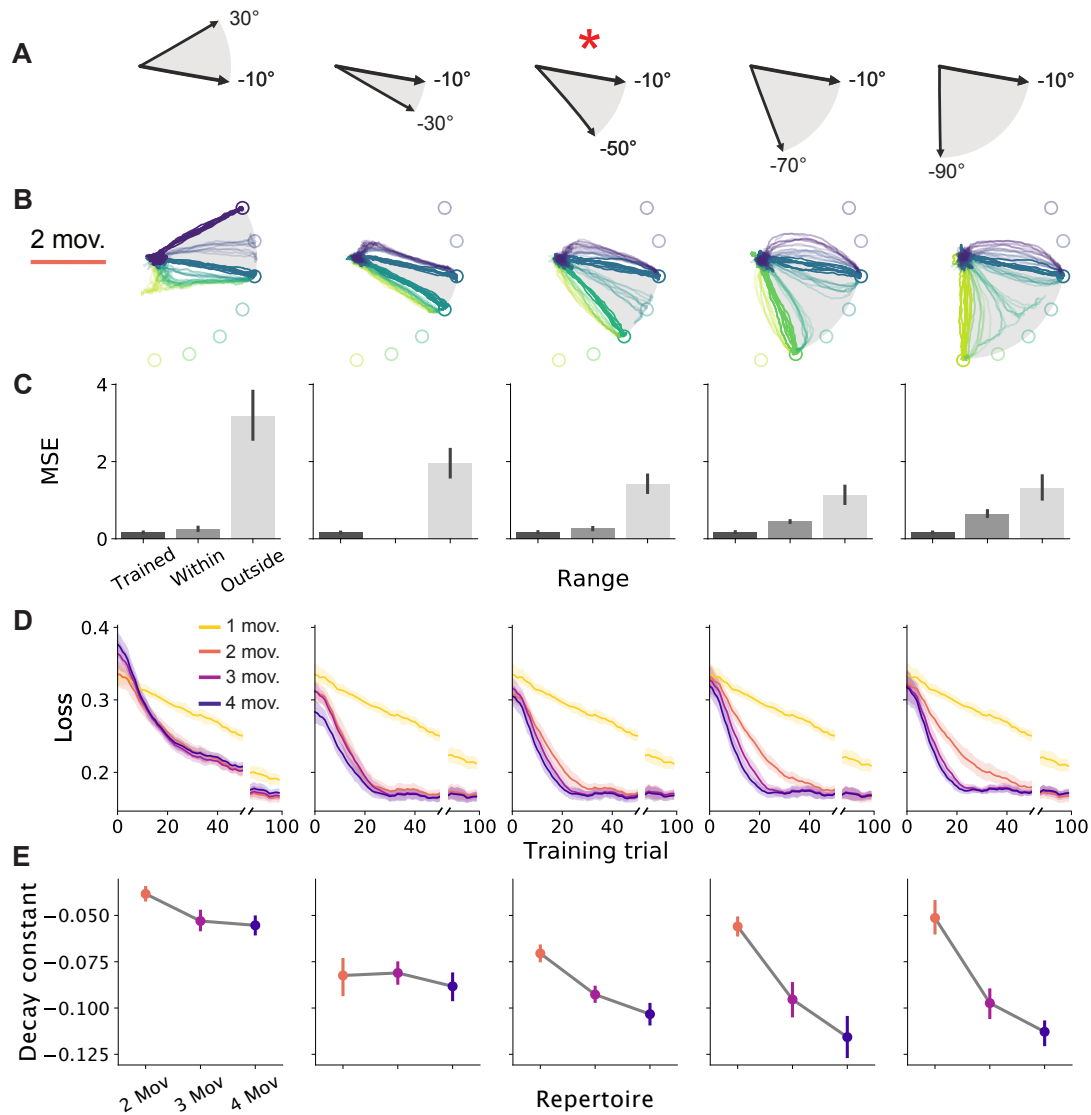 A
30°
-10°
-10°
-30°
*
-10°
-50°
-10°
-70°
-10°
-90°
B
2 mov.
C
MSE
4
2
0
Trained
Within
Outside
Range
D
Loss
0.4
0.3
0.2
1 mov.
2 mov.
3 mov.
4 mov.
0 20 40 100
0 20 40 100
0 20 40 100
0 20 40 100
0 20 40 100
Training trial
E
Decay constant
−0.050
−0.075
−0.100
−0.125
2 Mov
3 Mov
4 Mov
Repertoire